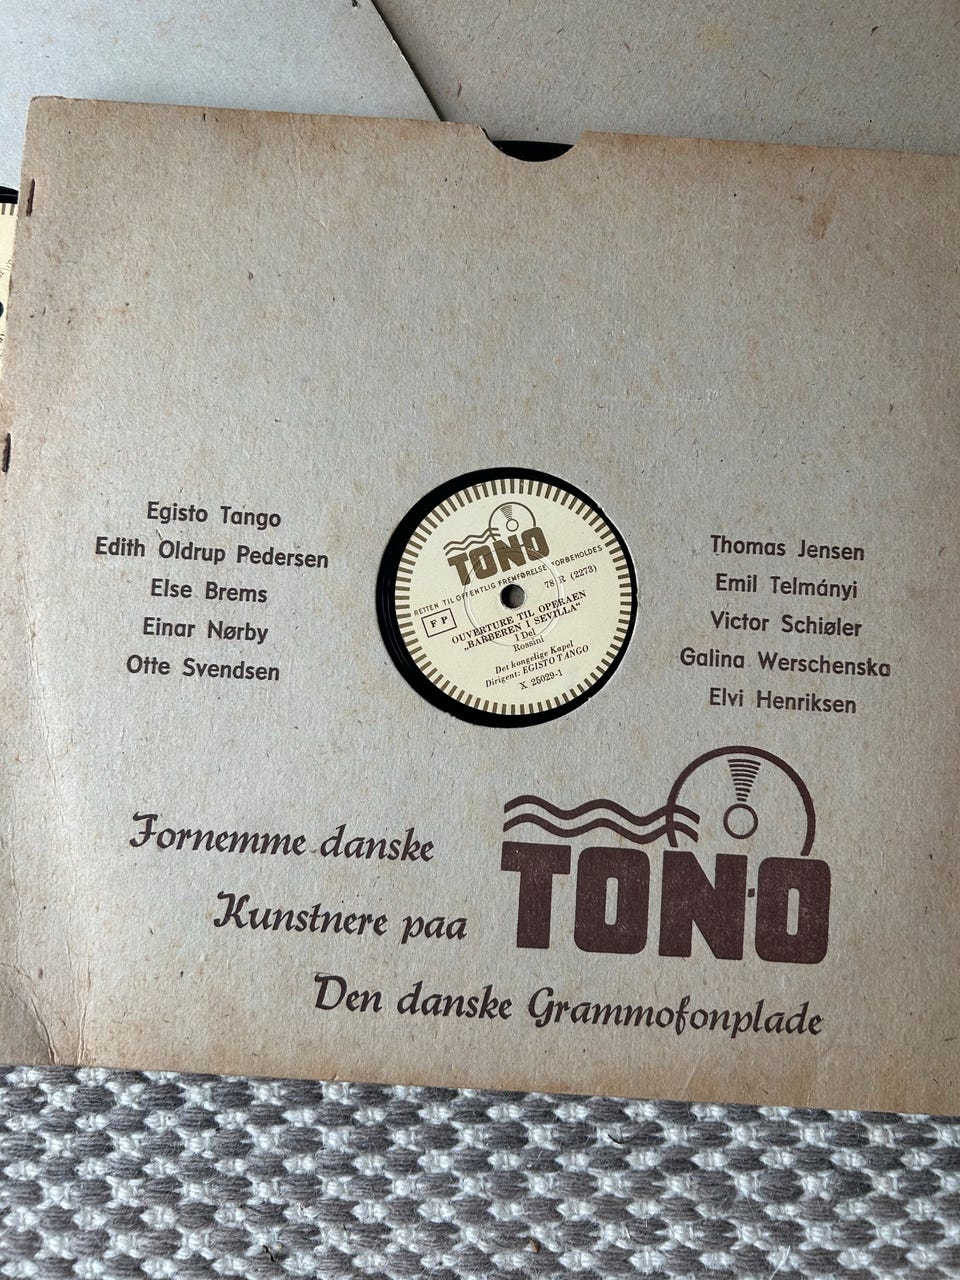 Egisto Tango
Edith Oldrup Pedersen
Else Brems
Einar Nørby
Otte Svendsen
TONO
RETTEN TIL OFFENTLIG FREMFØRELSE FORBEHOLDES
78 R (2273)
F P
OUVERTURE TIL OPERAEN
„BARBEREN I SEVILLA“
I Del
Rossini
Det kongelige Kapel
Dirigent: EGISTO TANGO
X 25029-1
Thomas Jensen
Emil Telmányi
Victor Schiøler
Galina Werschenska
Elvi Henriksen
Fornemme danske
Kunstnere paa
TONO
Den danske Grammofonplade